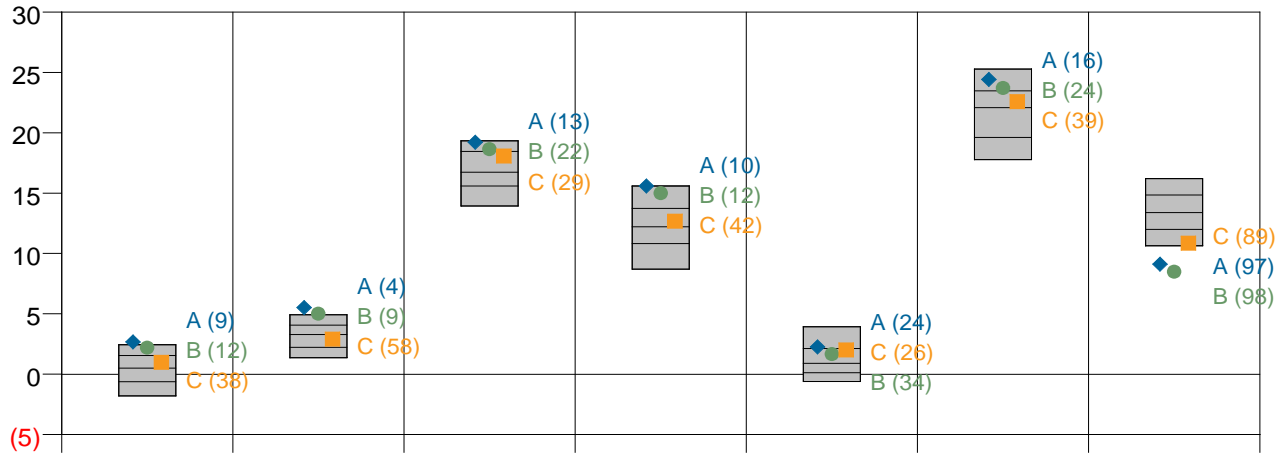 30
25
20
15
10
5
0
(5)
A (9)
B (12)
C (38)
A (4)
B (9)
C (58)
A (13)
B (22)
C (29)
A (10)
B (12)
C (42)
A (24)
C (26)
B (34)
A (16)
B (24)
C (39)
C (89)
A (97)
B (98)